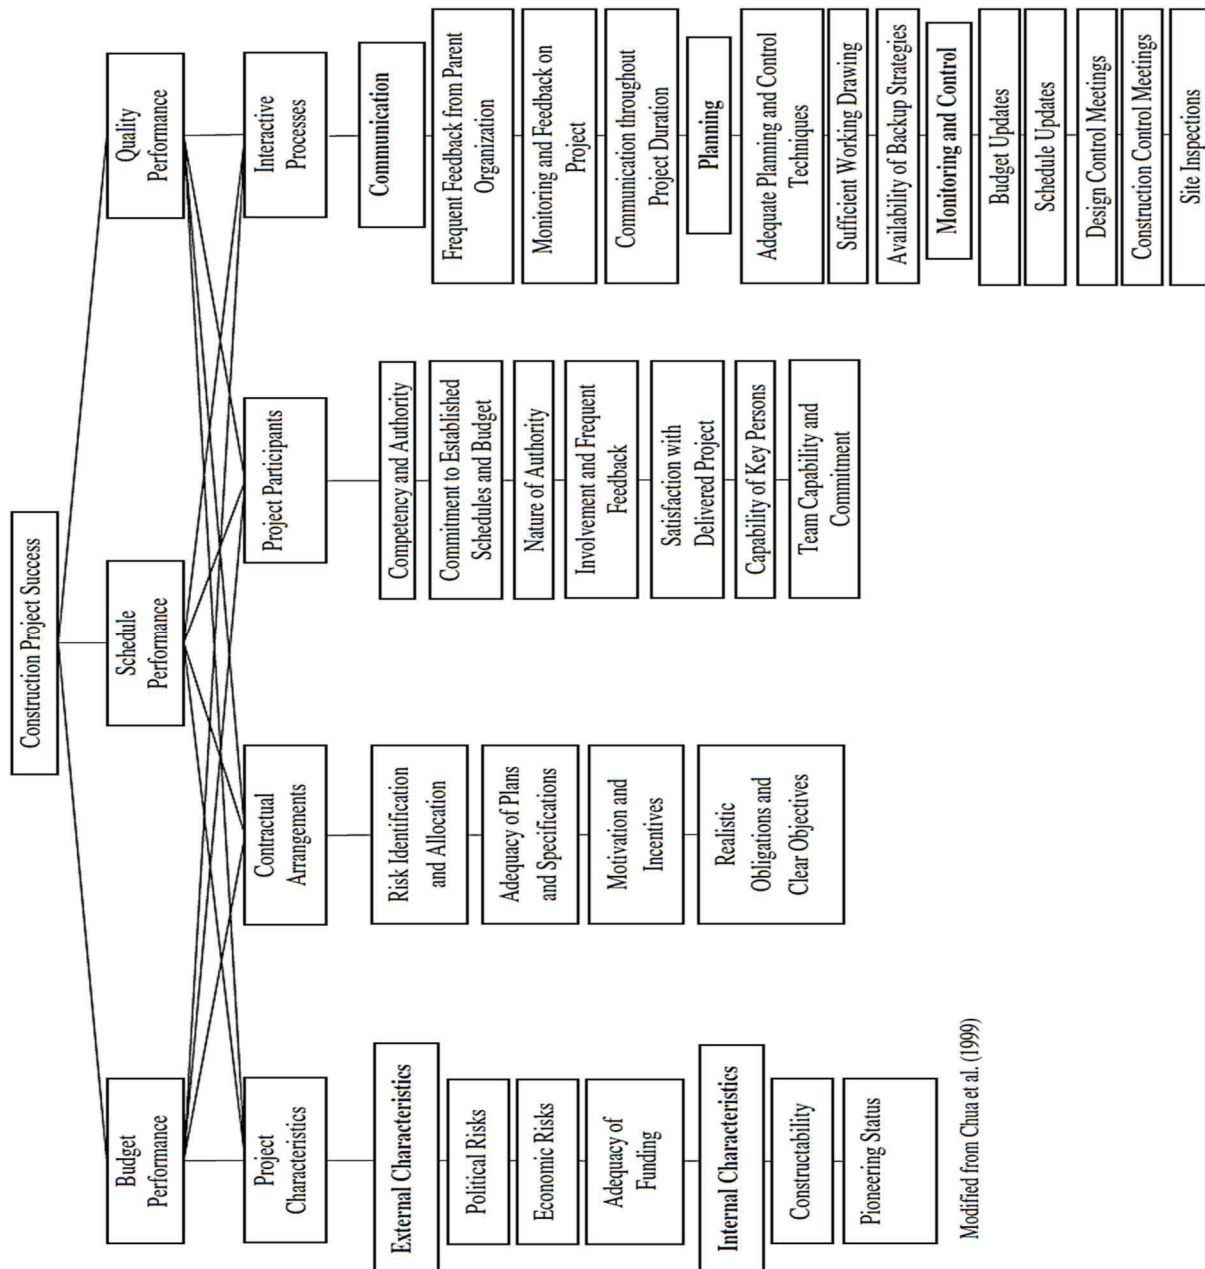 Construction Project Success
Budget
Performance
Schedule
Performance
Quality
Performance
Project
Characteristics
Contractual
Arrangements
Project Participants
Interactive
Processes
External Characteristics
Political Risks
Economic Risks
Adequacy of
Funding
Internal Characteristics
Constructability
Pioneering Status
Risk Identification
and Allocation
Adequacy of Plans
and Specifications
Motivation and
Incentives
Realistic
Obligations and
Clear Objectives
Competency and Authority
Commitment to Established
Schedules and Budget
Nature of Authority
Involvement and Frequent
Feedback
Satisfaction with
Delivered Project
Capability of Key Persons
Team Capability and
Commitment
Communication
Frequent Feedback from Parent
Organization
Monitoring and Feedback on
Project
Communication throughout
Project Duration
Planning
Adequate Planning and Control
Techniques
Sufficient Working Drawing
Availability of Backup Strategies
Monitoring and Control
Budget Updates
Schedule Updates
Design Control Meetings
Construction Control Meetings
Site Inspections
Modified from Chua et al. (1999)